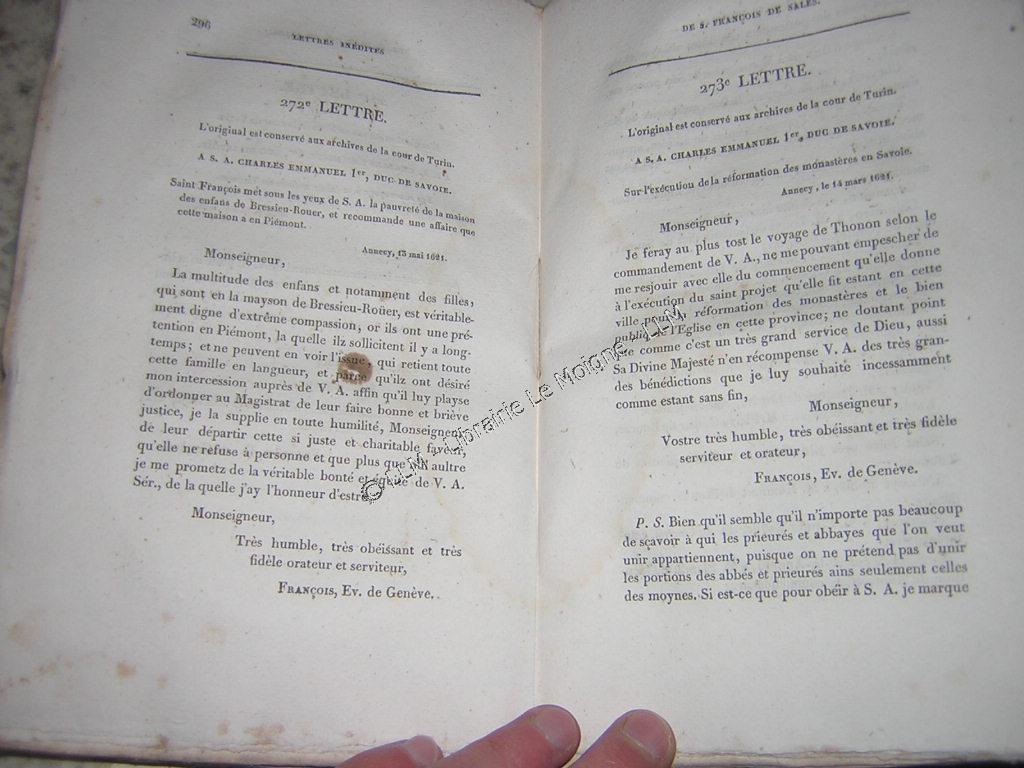 296
LETTRES INÉDITES
272e LETTRE.
L'original est conservé aux archives de la cour de Turin.
A S. A. CHARLES EMMANUEL Ier, DUC DE SAVOIE.
Saint François met sous les yeux de S. A. la pauvreté de la maison
des enfans de Bressieu-Rouer, et recommande une affaire que
cette maison a en Piémont.
Annecy, 13 mai 1621.
Monseigneur,
La multitude des enfans et notamment des filles,
qui sont en la mayson de Bressieu-Roüer, est véritable-
ment digne d'extrême compassion, or ils ont une pré-
tention en Piémont, la quelle ilz sollicitent il y a long-
temps; et ne peuvent en voir l'issue, qui retient toute
cette famille en langueur, et parce qu'ilz ont désiré
mon intercession auprès de V. A. affin qu'il luy playse
d'ordonner au Magistrat de leur faire bonne et briève
justice, je la supplie en toute humilité, Monseigneur,
de leur départir cette si juste et charitable faveur,
qu'elle ne refuse à personne et que plus que nul aultre
je me prometz de la véritable bonté et équité de V. A.
Sér., de la quelle j'ay l'honneur d'estre
Monseigneur,
Très humble, très obéissant et très
fidèle orateur et serviteur,
FRANÇOIS, Ev. de Genève.
DE S. FRANÇOIS DE SALES.
273e LETTRE.
L'original est conservé aux archives de la cour de Turin.
A S. A. CHARLES EMMANUEL Ier, DUC DE SAVOIE.
Sur l'exécution de la réformation des monastères en Savoie.
Annecy, le 14 mars 1621.
Monseigneur,
Je feray au plus tost le voyage de Thonon selon le
commandement de V. A., ne me pouvant empescher de
me resjouir avec elle du commencement qu'elle donne
à l'exécution du saint projet qu'elle fit estant en cette
ville pour la réformation des monastères et le bien
public de l'Eglise en cette province; ne doutant point
que comme c'est un très grand service de Dieu, aussi
Sa Divine Majesté n'en récompense V. A. des très gran-
des bénédictions que je luy souhaite incessamment
comme estant sans fin,
Monseigneur,
Vostre très humble, très obéissant et très fidèle
serviteur et orateur,
FRANÇOIS, Ev. de Genève.
P. S. Bien qu'il semble qu'il n'importe pas beaucoup
de sçavoir à qui les prieurés et abbayes que l'on veut
unir appartiennent, puisque on ne prétend pas d'unir
les portions des abbés et prieurés ains seulement celles
des moynes. Si est-ce que pour obéir à S. A. je marque
© LLM - Librairie Le Moigne, LLM